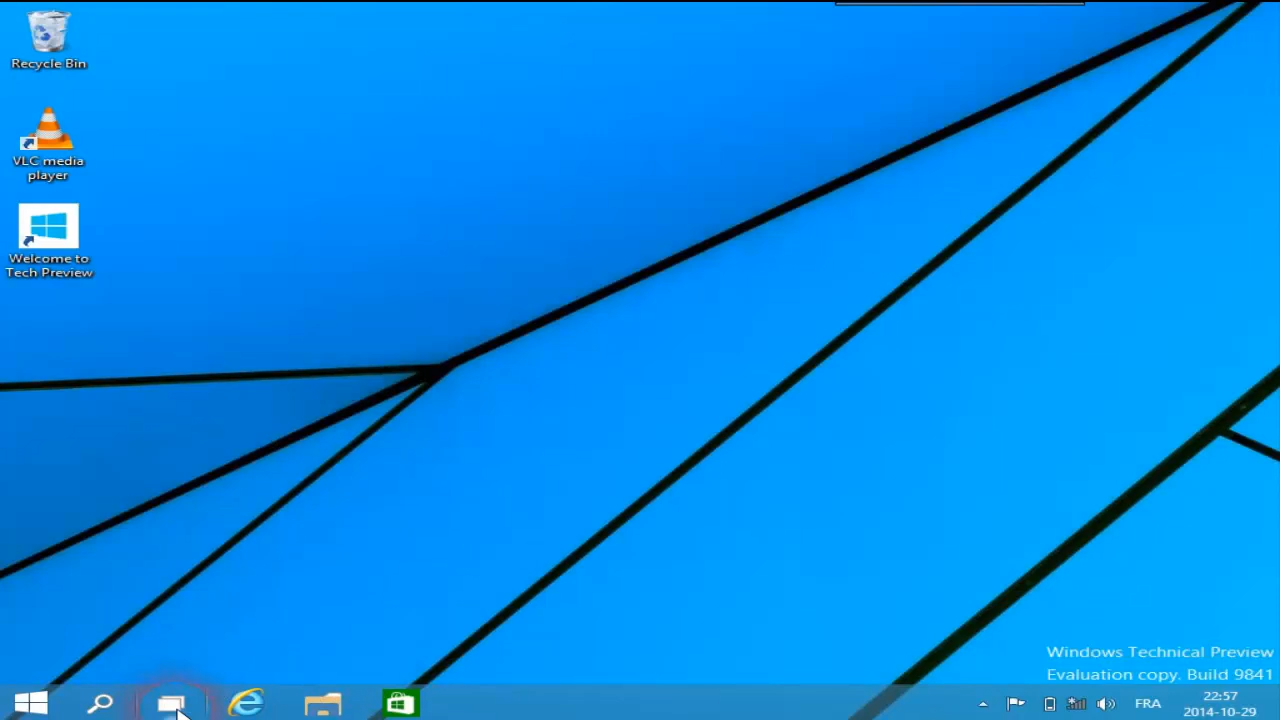 Recycle Bin
VLC media
player
Welcome to
Tech Preview
Windows Technical Preview
Evaluation copy. Build 9841
FRA
22:57
2014-10-29